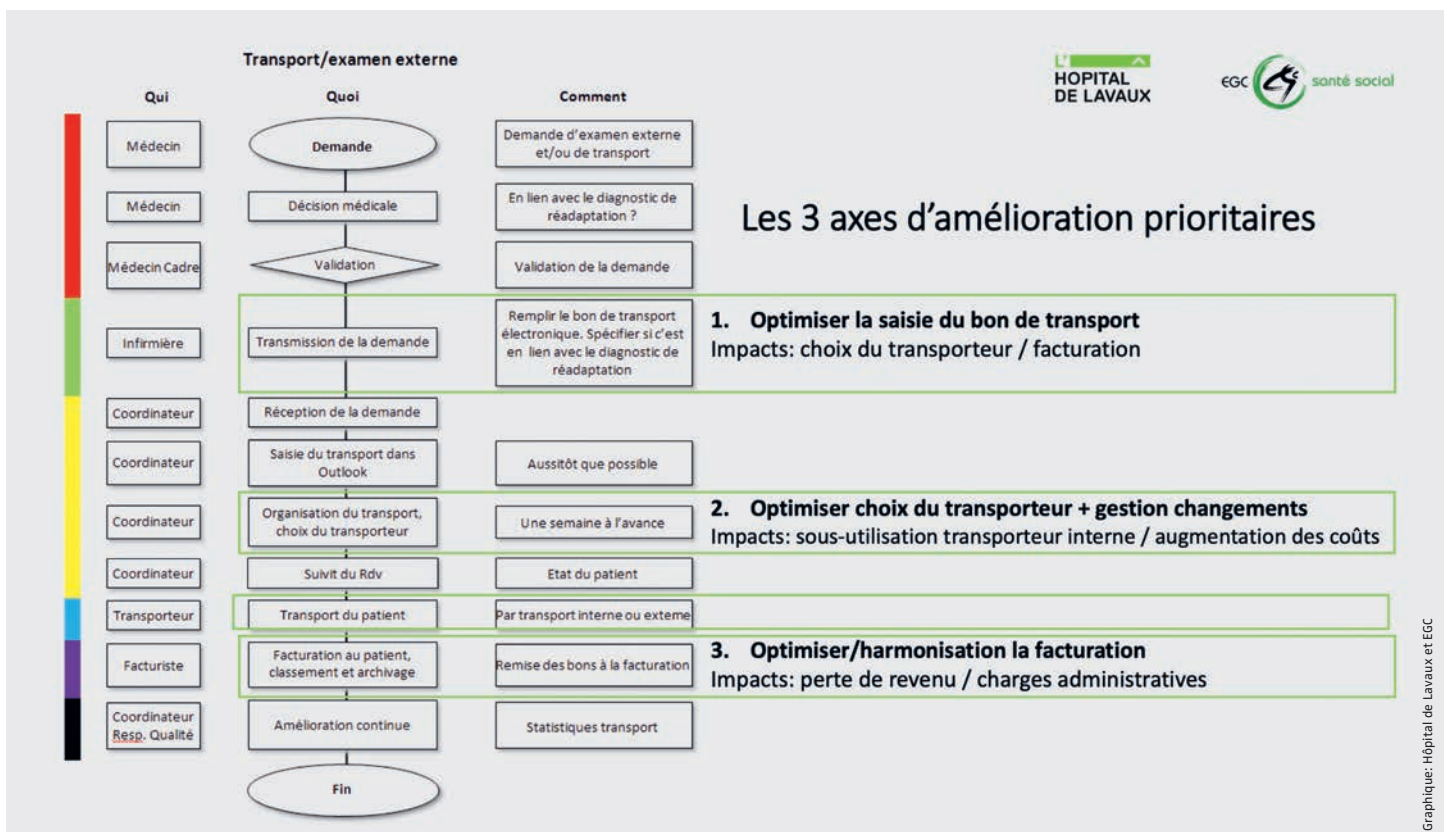 Transport/examen externe
L'HOPITAL
DE LAVAUX
EGC santé social
Qui
Quoi
Comment
Médecin
Demande
Demande d'examen externe
et/ou de transport
Médecin
Décision médicale
En lien avec le diagnostic de
réadaptation ?
Les 3 axes d'amélioration prioritaires
Médecin Cadre
Validation
Validation de la demande
Infirmière
Transmission de la demande
Remplir le bon de transport
électronique. Spécifier si c'est
en lien avec le diagnostic de
réadaptation
1. Optimiser la saisie du bon de transport
Impacts: choix du transporteur / facturation
Coordinateur
Réception de la demande
Coordinateur
Saisie du transport dans
Outlook
Aussitôt que possible
Coordinateur
Organisation du transport,
choix du transporteur
Une semaine à l'avance
2. Optimiser choix du transporteur + gestion changements
Impacts: sous-utilisation transporteur interne / augmentation des coûts
Coordinateur
Suivit du Rdv
Etat du patient
Transporteur
Transport du patient
Par transport interne ou externe
Facturiste
Facturation au patient,
classement et archivage
Remise des bons à la facturation
3. Optimiser/harmonisation la facturation
Impacts: perte de revenu / charges administratives
Coordinateur
Resp. Qualité
Amélioration continue
Statistiques transport
Fin
Graphique: Hôpital de Lavaux et EGC